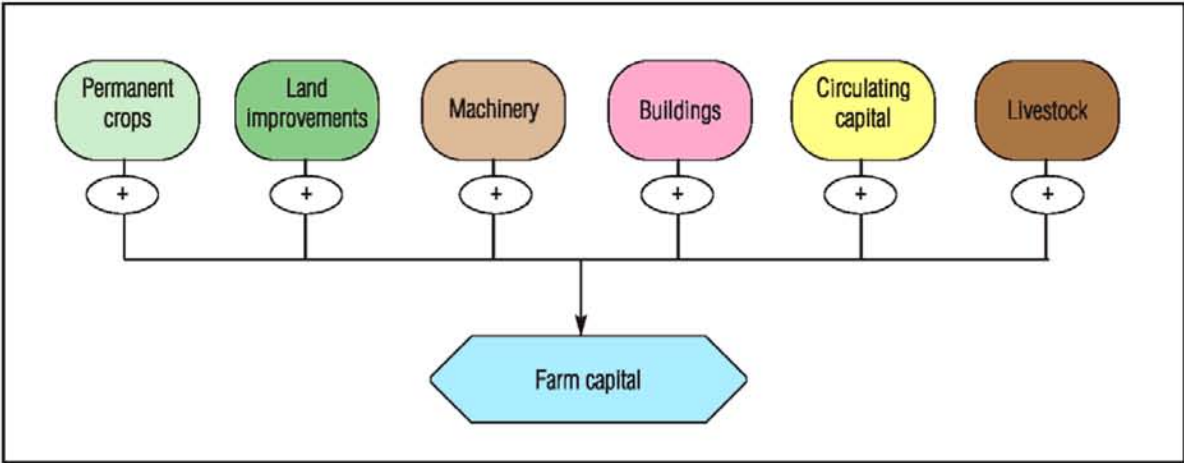 Permanent
crops
Land
improvements
Machinery
Buildings
Circulating
capital
Livestock
+
+
+
+
+
+
Farm capital